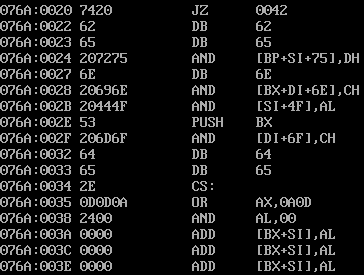 076A:0020 7420 JZ 0042
076A:0022 62 DB 62
076A:0023 65 DB 65
076A:0024 207275 AND [BP+SI+75],DH
076A:0027 6E DB 6E
076A:0028 20696E AND [BX+DI+6E],CH
076A:002B 20444F AND [SI+4F],AL
076A:002E 53 PUSH BX
076A:002F 206D6F AND [DI+6F],CH
076A:0032 64 DB 64
076A:0033 65 DB 65
076A:0034 2E CS:
076A:0035 0D0D0A OR AX,0A0D
076A:0038 2400 AND AL,00
076A:003A 0000 ADD [BX+SI],AL
076A:003C 0000 ADD [BX+SI],AL
076A:003E 0000 ADD [BX+SI],AL